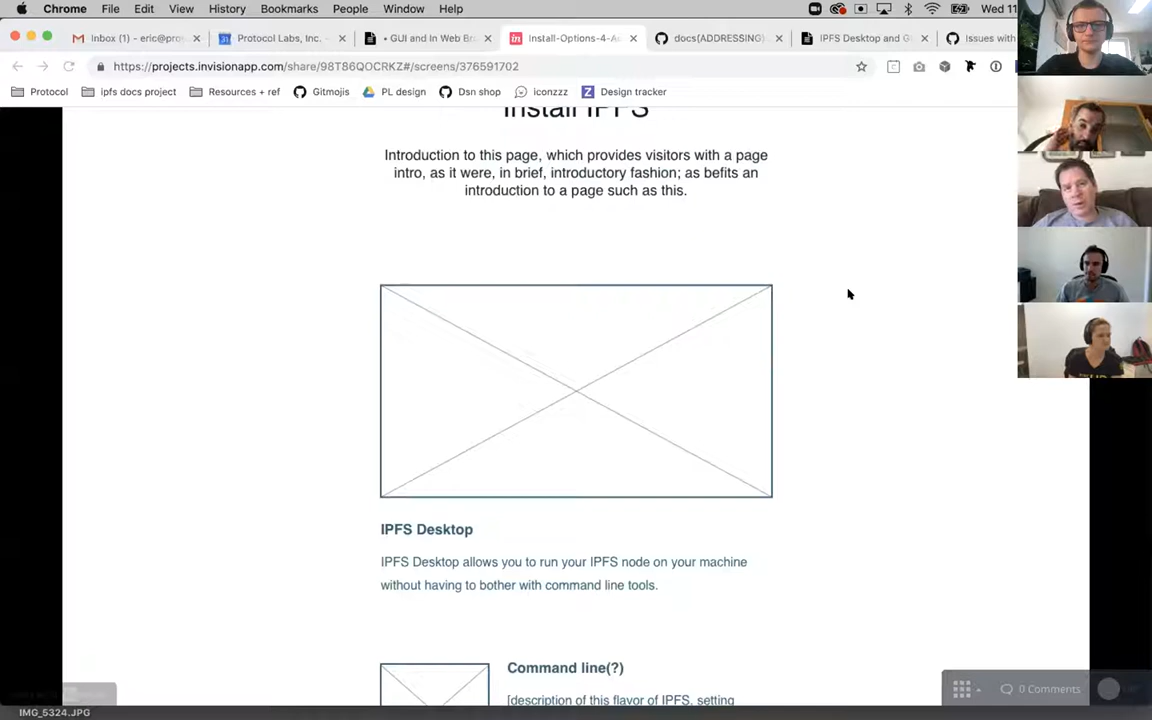 Chrome File Edit View History Bookmarks People Window Help Wed 11
Inbox (1) - eric@pro
Protocol Labs, Inc. -
• GUI and In Web Bro
Install-Options-4-A
docs(ADDRESSING)
IPFS Desktop and G
Issues with
https://projects.invisionapp.com/share/98T86QOCRKZ#/screens/376591702
Protocol ipfs docs project Resources + ref Gitmojis PL design Dsn shop iconzzz Design tracker
Install IPFS
Introduction to this page, which provides visitors with a page
intro, as it were, in brief, introductory fashion; as befits an
introduction to a page such as this.
IPFS Desktop
IPFS Desktop allows you to run your IPFS node on your machine
without having to bother with command line tools.
Command line(?)
[description of this flavor of IPFS, setting
0 Comments
IMG_5324.JPG